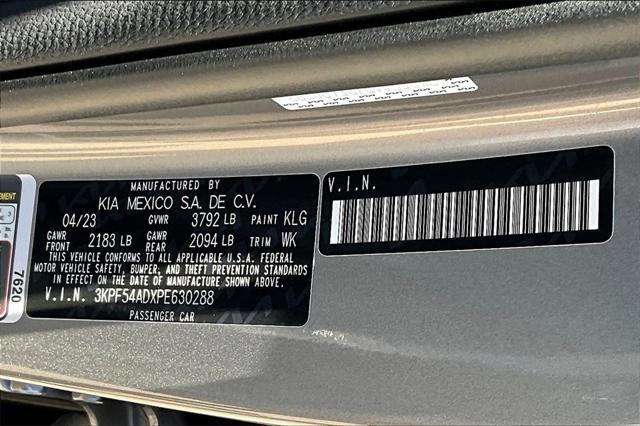 MANUFACTURED BY
KIA MEXICO S.A. DE C.V.
04/23 GVWR 3792 LB PAINT KLG
GAWR FRONT 2183 LB GAWR REAR 2094 LB TRIM WK
THIS VEHICLE CONFORMS TO ALL APPLICABLE U.S.A. FEDERAL
MOTOR VEHICLE SAFETY, BUMPER, AND THEFT PREVENTION STANDARDS
IN EFFECT ON THE DATE OF MANUFACTURE SHOWN ABOVE.
V.I.N. 3KPF54ADXPE630288
PASSENGER CAR
V.I.N.
7620